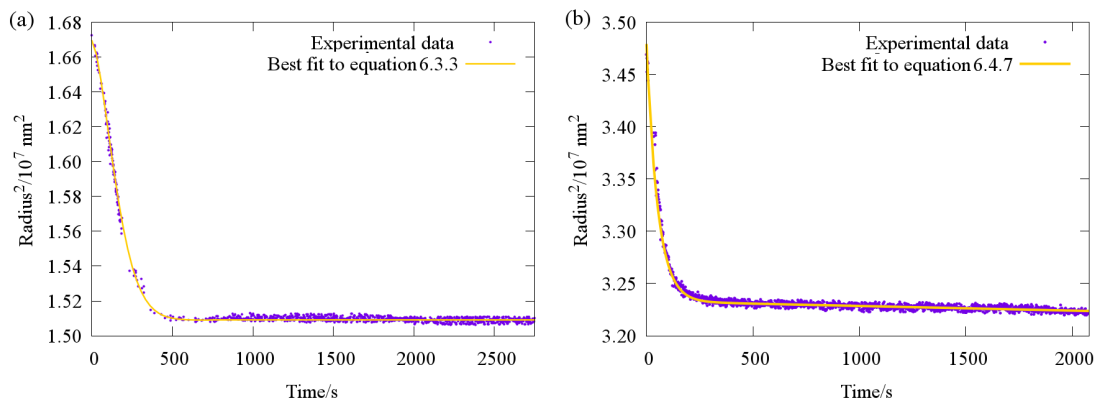 (a)
1.68
1.66
1.64
1.62
1.60
1.58
1.56
1.54
1.52
1.50
Radius²/10⁷ nm²
Experimental data
Best fit to equation 6.3.3
0
500
1000
1500
2000
2500
Time/s
(b)
3.50
3.45
3.40
3.35
3.30
3.25
3.20
Radius²/10⁷ nm²
Experimental data
Best fit to equation 6.4.7
0
500
1000
1500
2000
Time/s